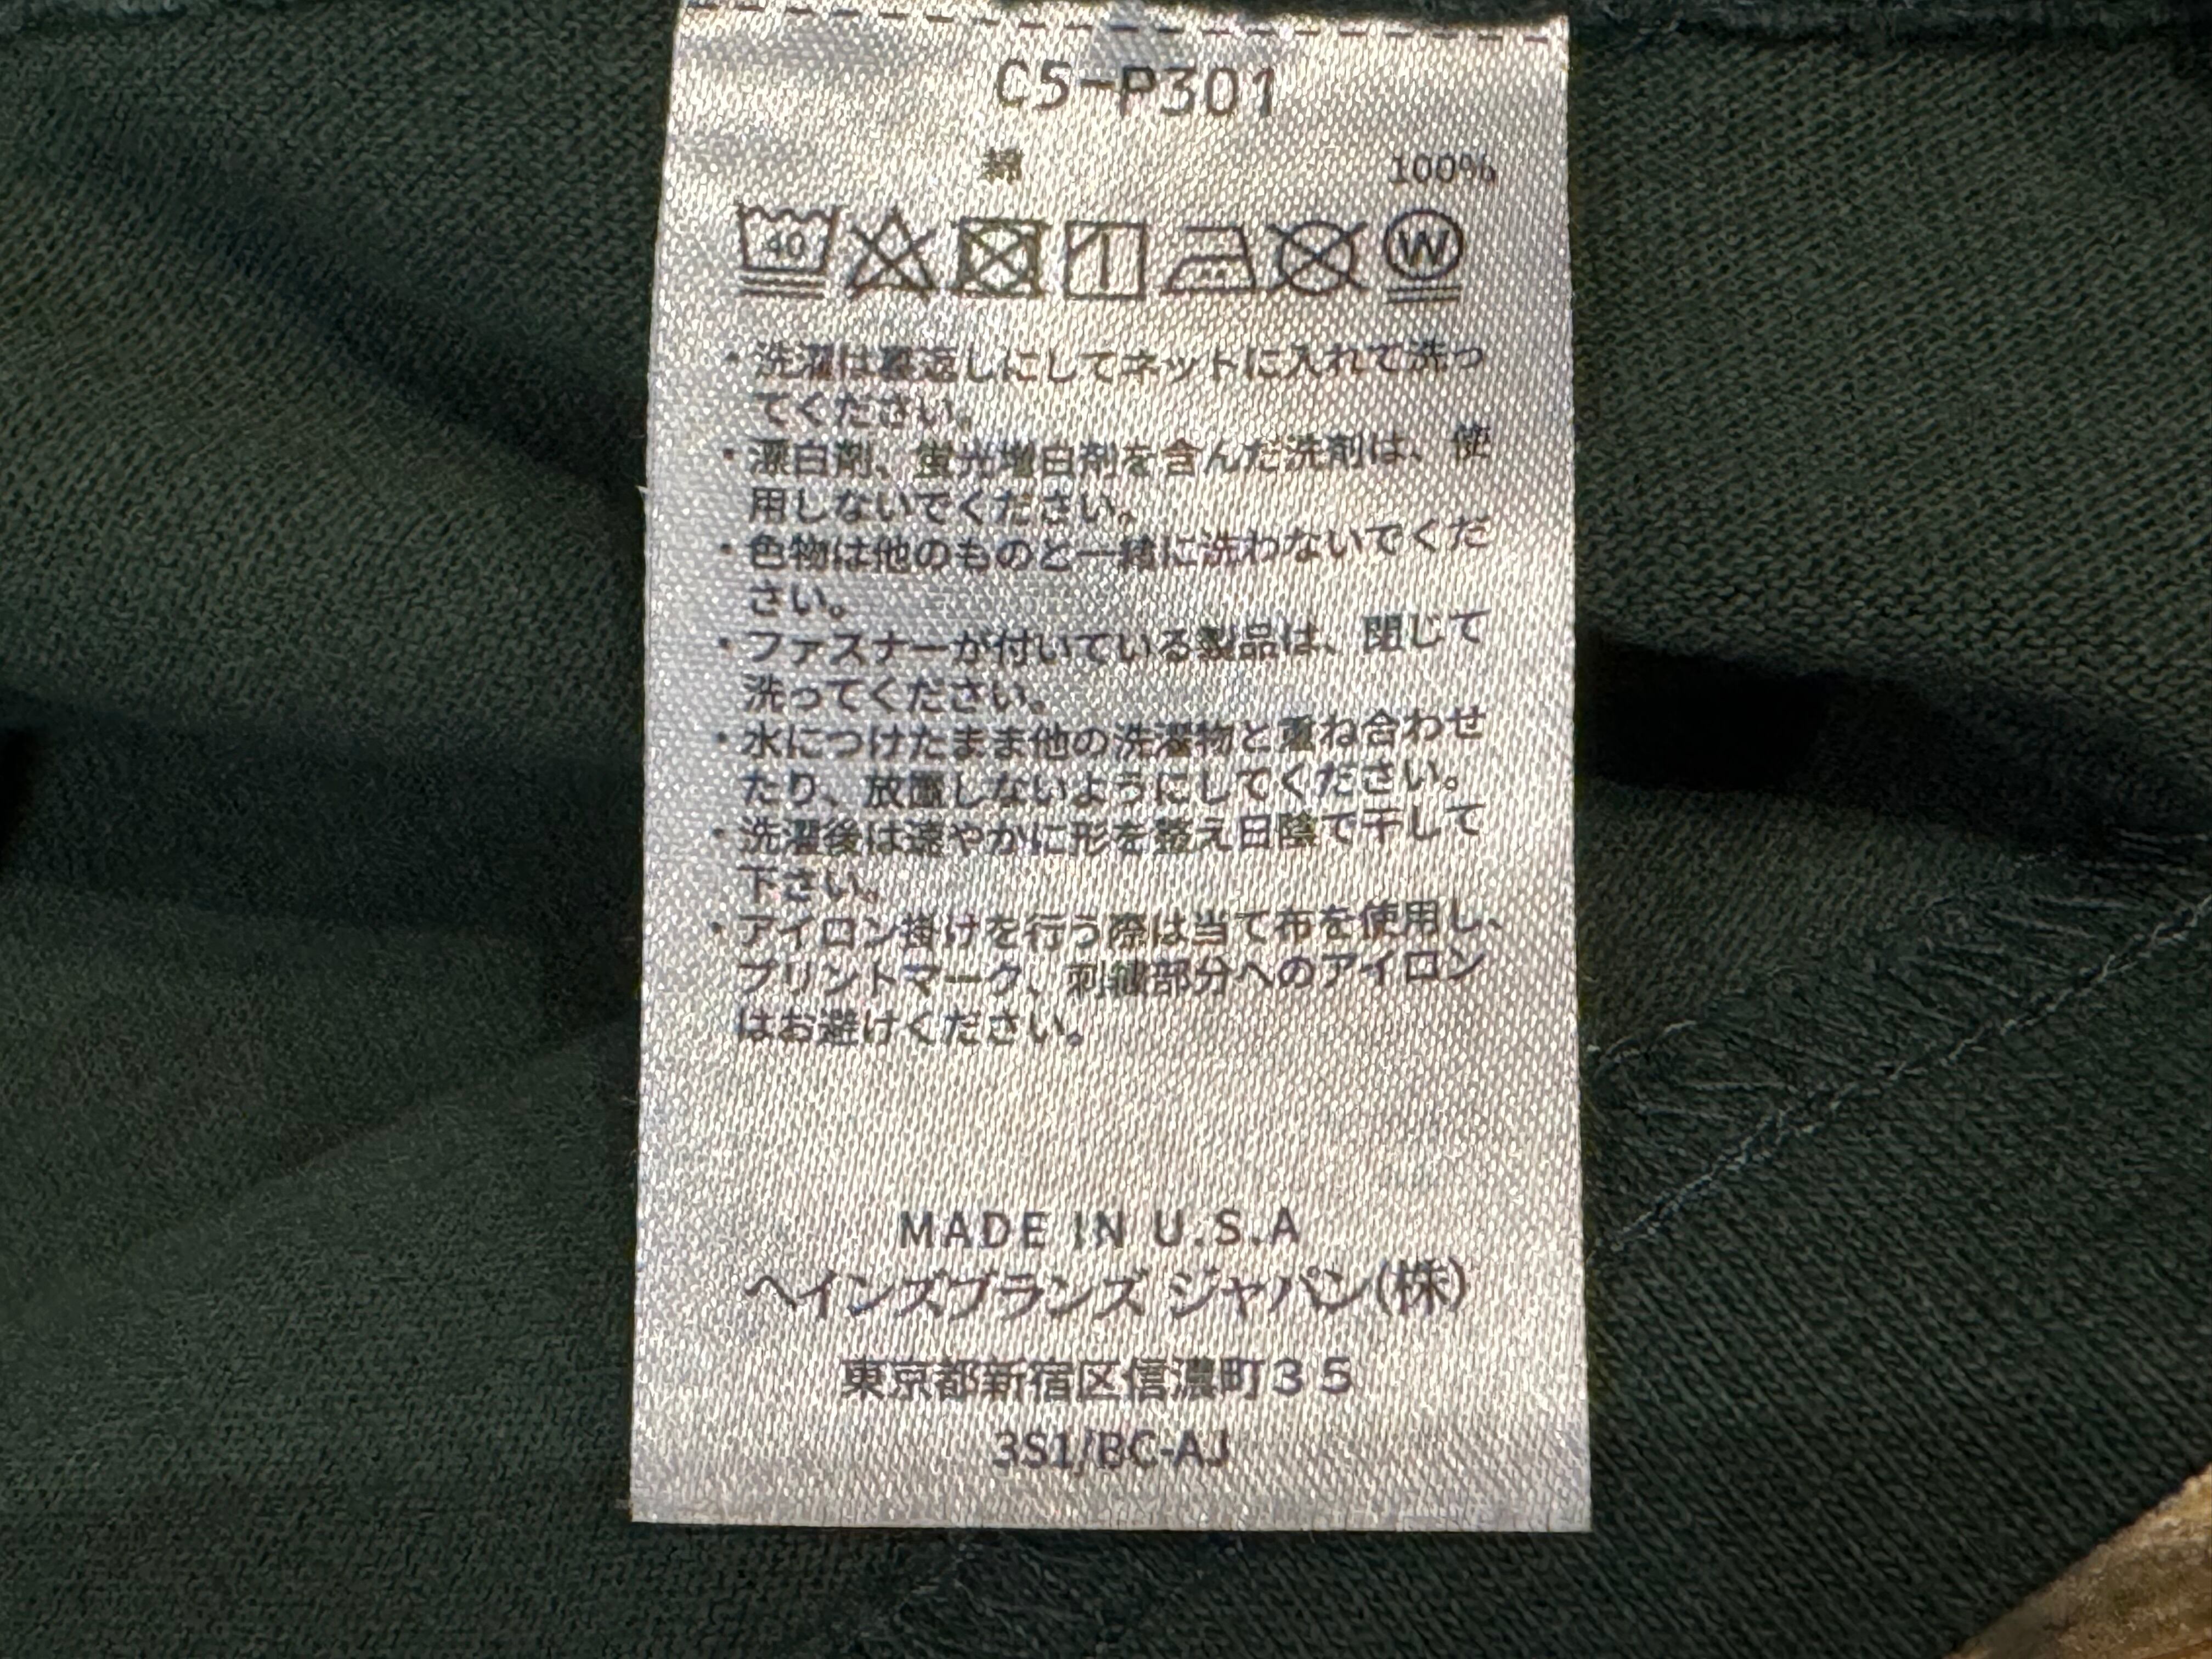 C5-P301
綿 100%
40
W
・洗濯は裏返しにしてネットに入れて洗っ
てください。
・漂白剤、蛍光増白剤を含んだ洗剤は、使
用しないでください。
・色物は他のものと一緒に洗わないでくだ
さい。
・ファスナーが付いている製品は、閉じて
洗ってください。
・水につけたまま他の洗濯物と重ね合わせ
たり、放置しないようにしてください。
・洗濯後は速やかに形を整え日陰で干して
下さい。
・アイロン掛けを行う際は当て布を使用し、
プリントマーク、刺繍部分へのアイロン
はお避けください。
MADE IN U.S.A
ヘインズブランズ ジャパン(株)
東京都新宿区信濃町３５
3S1/BC-AJ